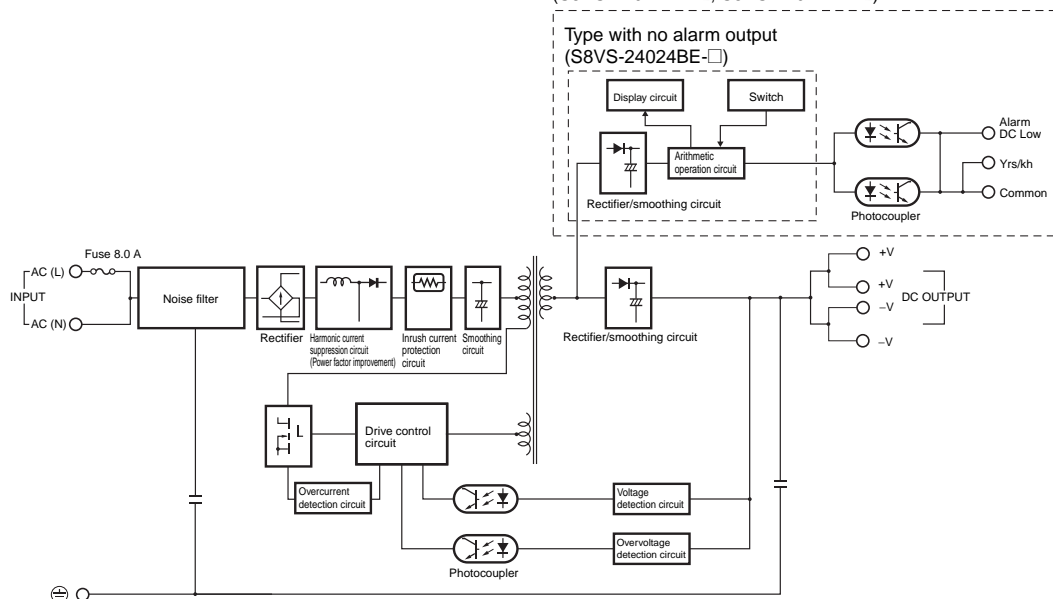 Type with no alarm output
(S8VS-24024BE-□)
Display circuit
Switch
Arithmetic
operation circuit
Rectifier/smoothing circuit
Photocoupler
Alarm
DC Low
Yrs/kh
Common
Fuse 8.0 A
AC (L)
INPUT
AC (N)
Noise filter
Rectifier
Harmonic current
suppression circuit
(Power factor improvement)
Inrush current
protection
circuit
Smoothing
circuit
Rectifier/smoothing circuit
+V
+V
DC OUTPUT
−V
−V
Drive control
circuit
Overcurrent
detection circuit
Voltage
detection circuit
Overvoltage
detection circuit
Photocoupler